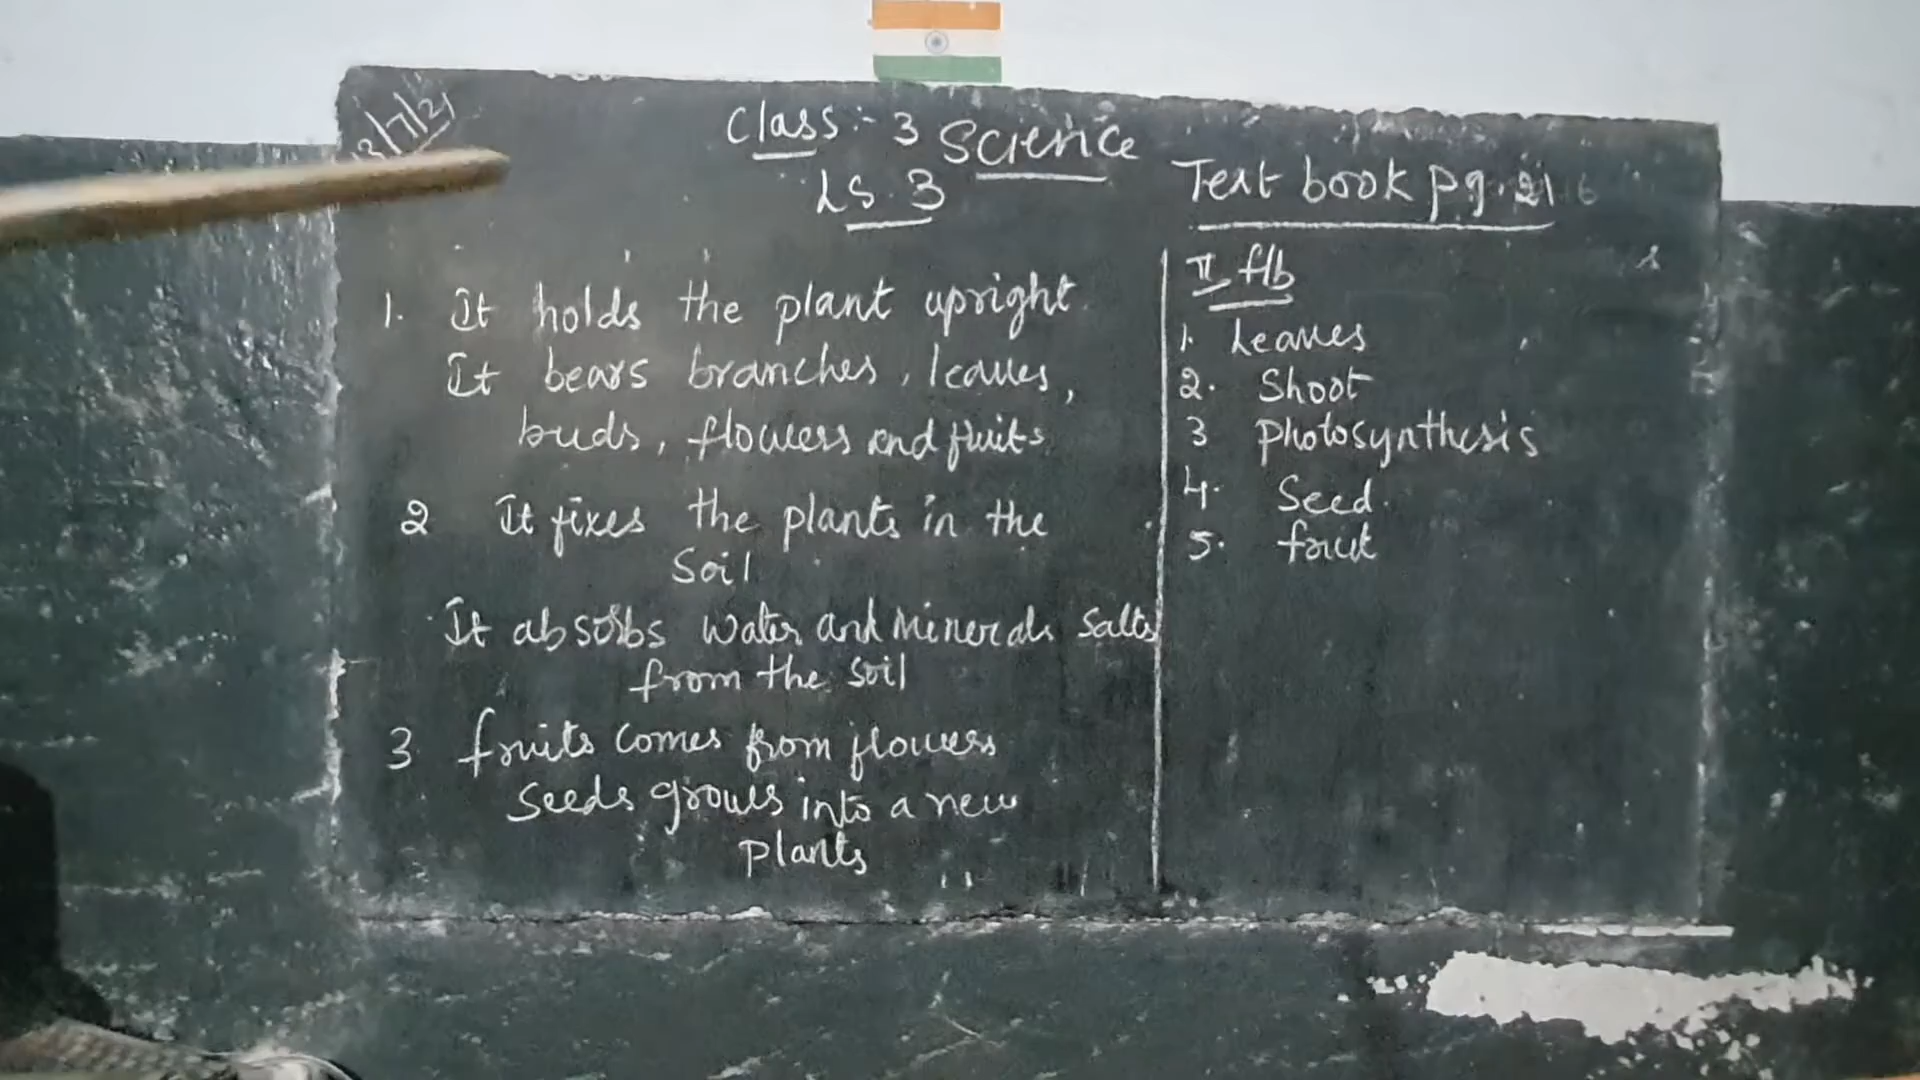 3/7/21
Class:- 3 Science
Ls. 3
Text book pg. 21
1. It holds the plant upright.
It bears branches, leaves,
buds, flowers and fruits
2 It fixes the plants in the
Soil
It absorbs water and minerals salts
from the soil
3 fruits comes from flowers
seeds grows into a new
plants
II f/b
1. Leaves
2. Shoot
3 photosynthesis
4. Seed.
5. fruit